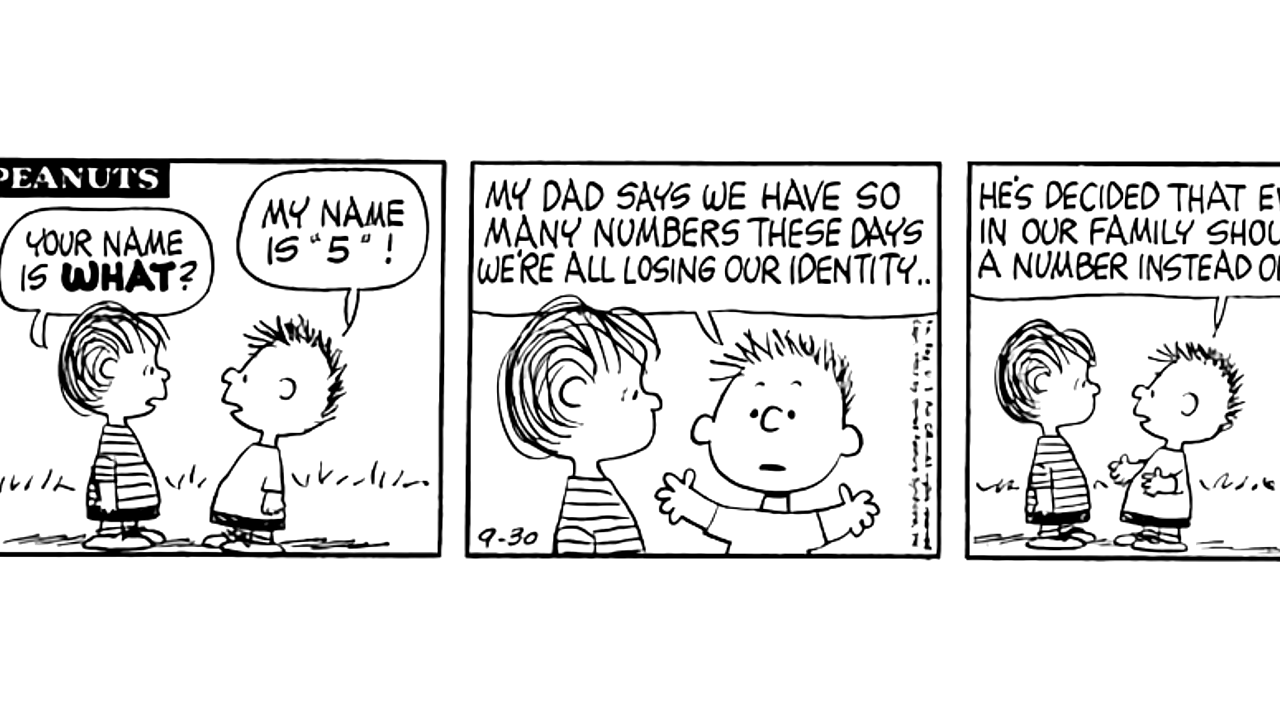 PEANUTS
YOUR NAME
IS WHAT?
MY NAME
IS "5"!
MY DAD SAYS WE HAVE SO
MANY NUMBERS THESE DAYS
WE'RE ALL LOSING OUR IDENTITY..
9-30
HE'S DECIDED THAT
IN OUR FAMILY
A NUMBER INSTEAD